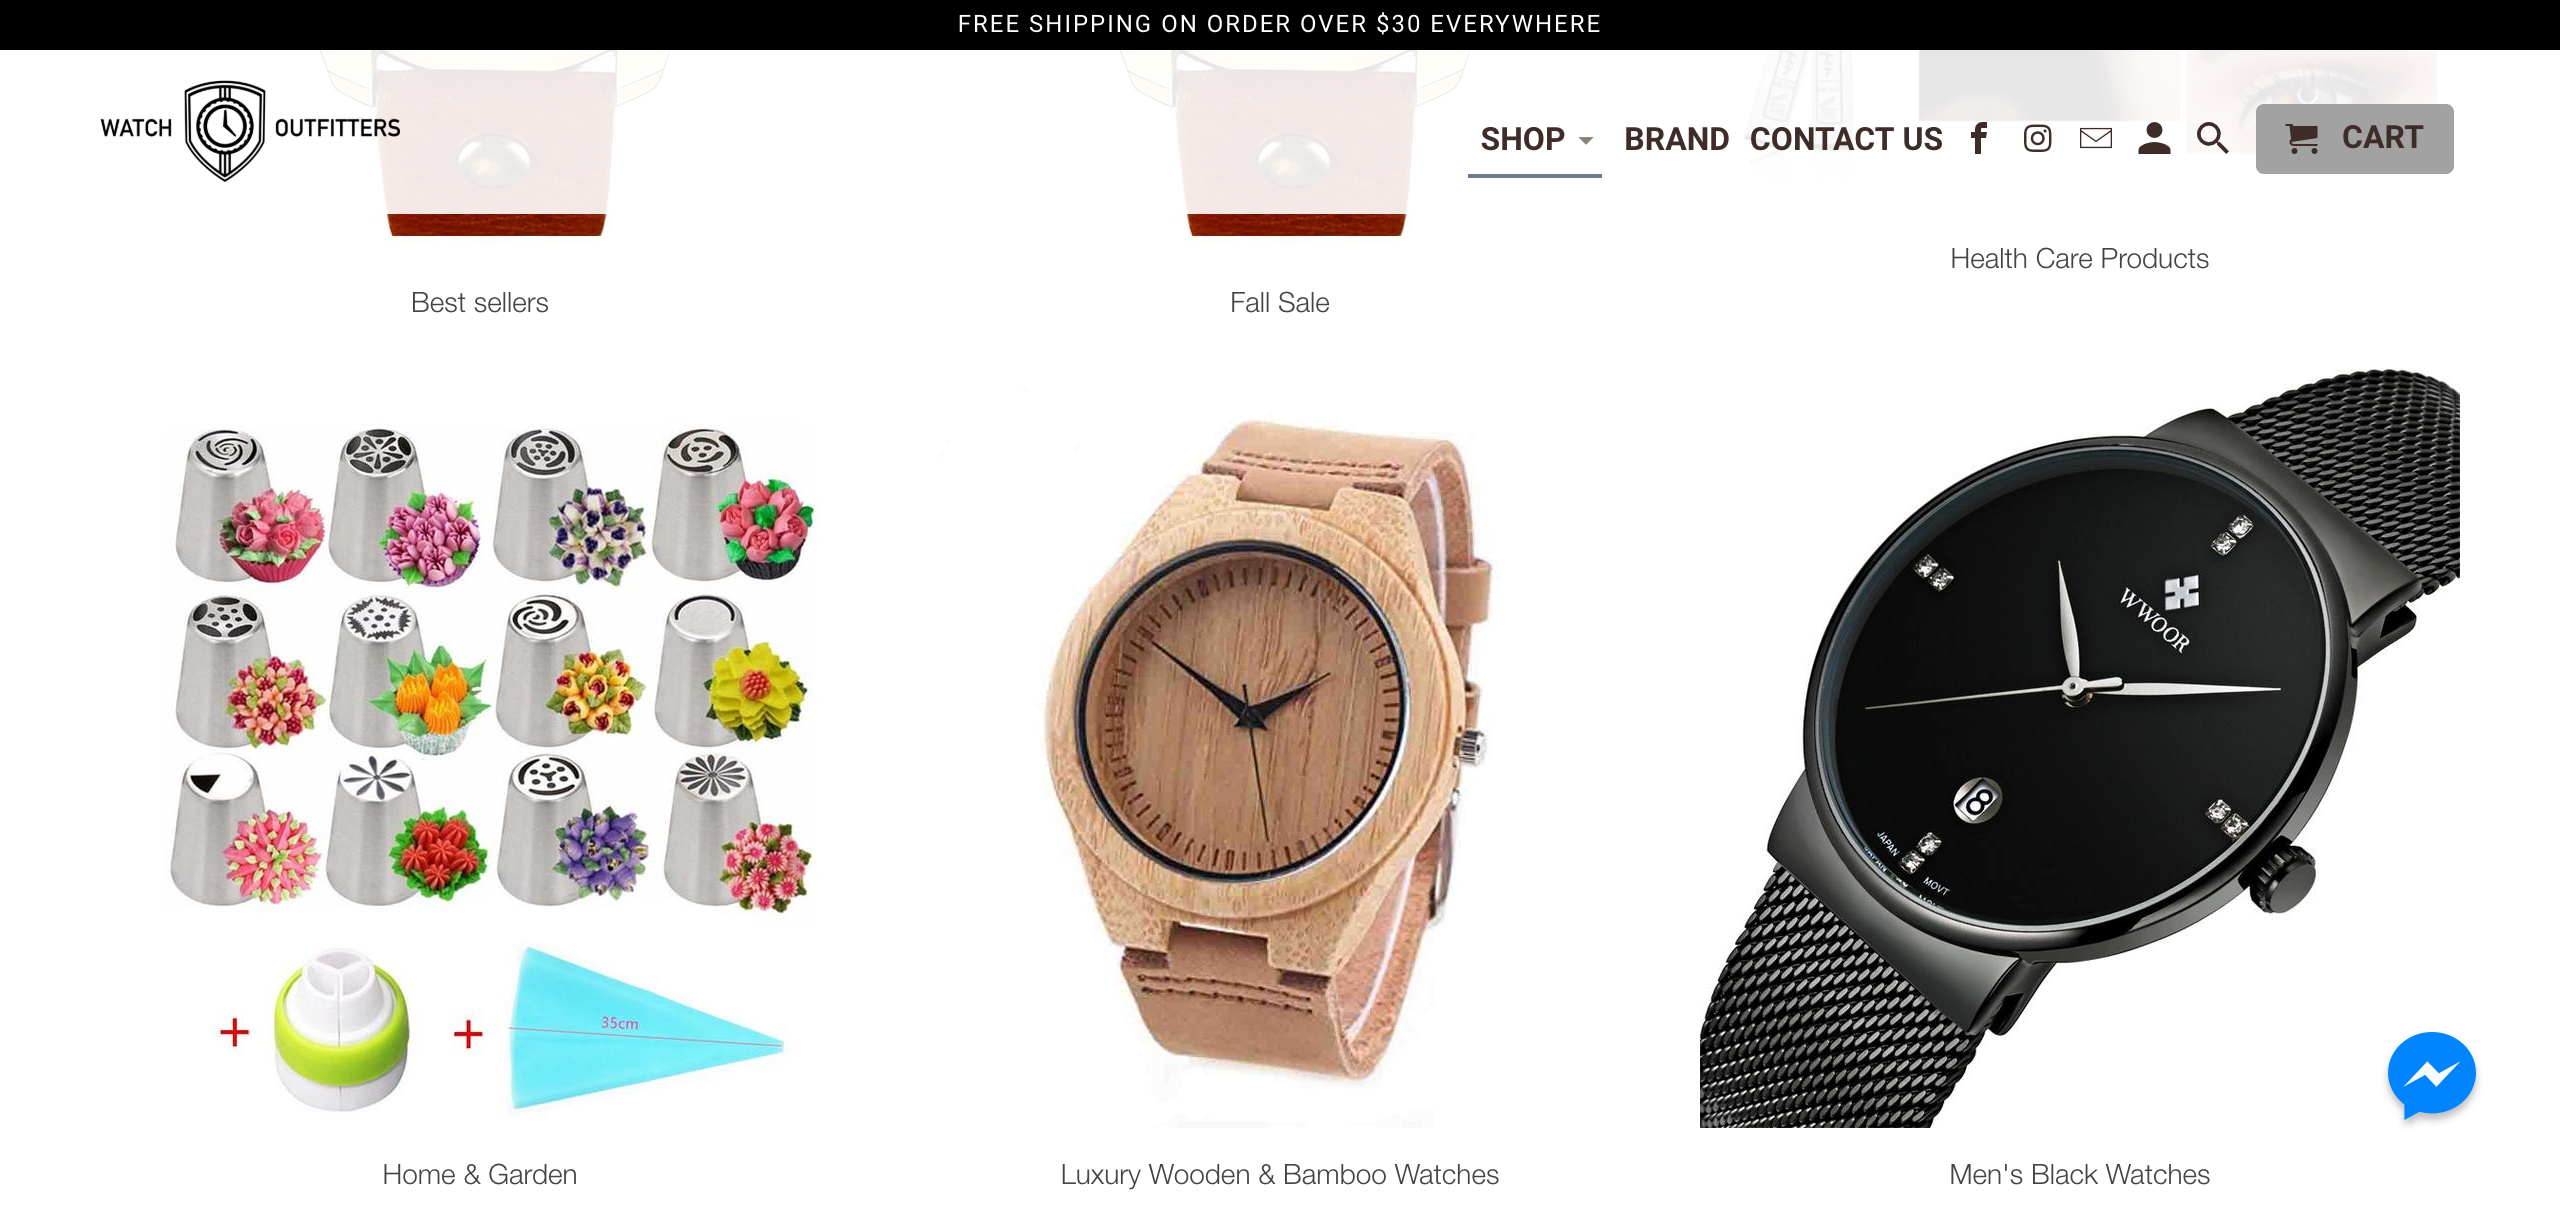 FREE SHIPPING ON ORDER OVER $30 EVERYWHERE
WATCH OUTFITTERS
SHOP BRAND CONTACT US CART
Health Care Products
Best sellers
Fall Sale
WWOOR
18
JAPAN MOVT
35cm
Home & Garden
Luxury Wooden & Bamboo Watches
Men's Black Watches